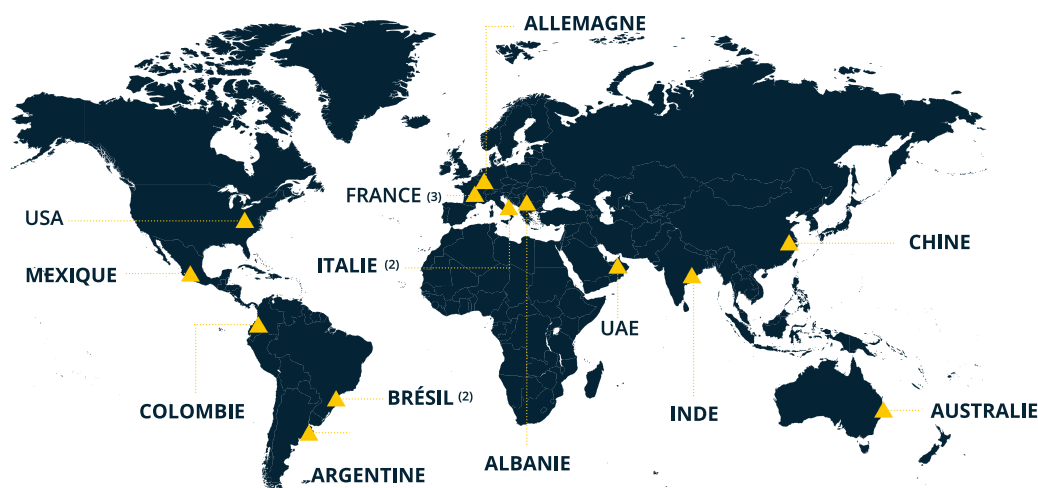 ALLEMAGNE
FRANCE (3)
USA
CHINE
ITALIE (2)
MEXIQUE
UAE
BRÉSIL (2)
COLOMBIE
INDE
AUSTRALIE
ALBANIE
ARGENTINE